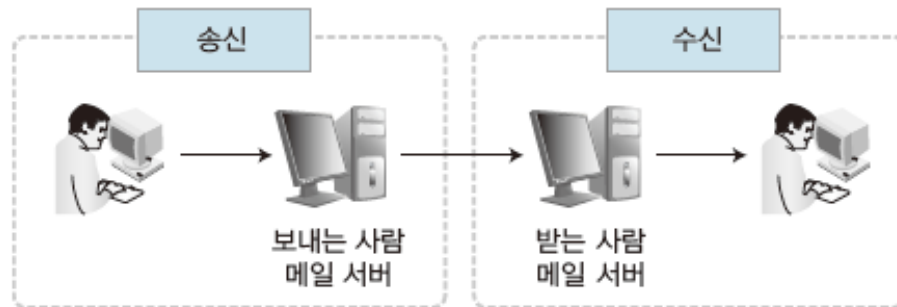 송신
수신
보내는 사람
메일 서버
받는 사람
메일 서버